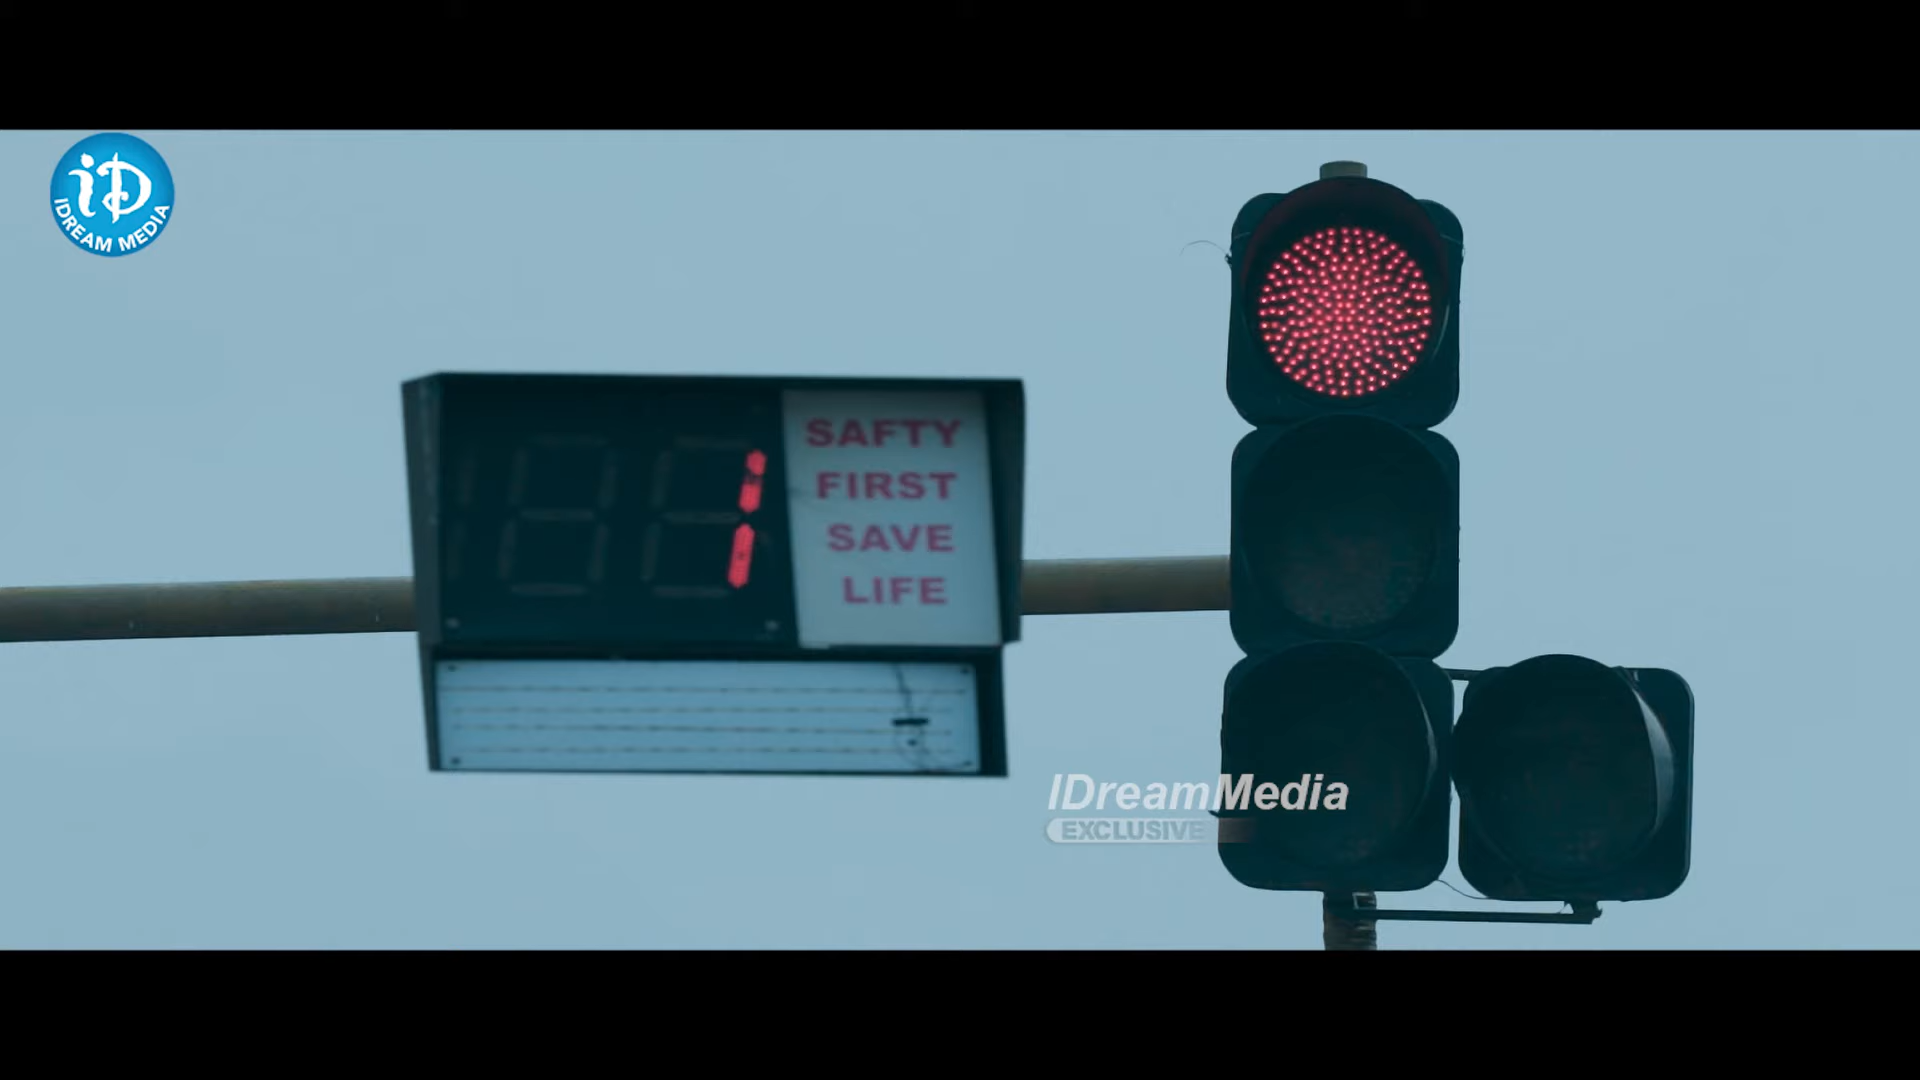 iD
IDREAM MEDIA
1
SAFTY
FIRST
SAVE
LIFE
IDreamMedia
EXCLUSIVE